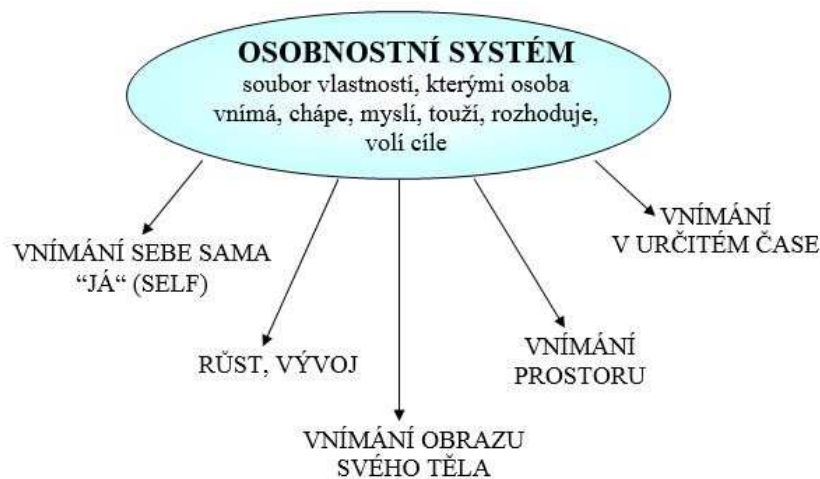 OSOBNOSTNÍ SYSTÉM
soubor vlastností, kterými osoba
vnímá, chápe, myslí, touží, rozhoduje,
volí cíle
VNÍMÁNÍ SEBE SAMA
“JÁ“ (SELF)
RŮST, VÝVOJ
VNÍMÁNÍ OBRAZU
SVÉHO TĚLA
VNÍMÁNÍ
PROSTORU
VNÍMÁNÍ
V URČITÉM ČASE